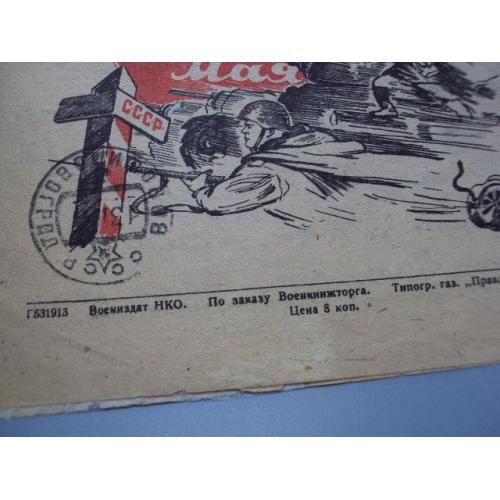 Мая
СССР
Г531913 Воениздат НКО. По заказу Военкнижторга. Типогр. газ. „Прав
Цена 8 коп.